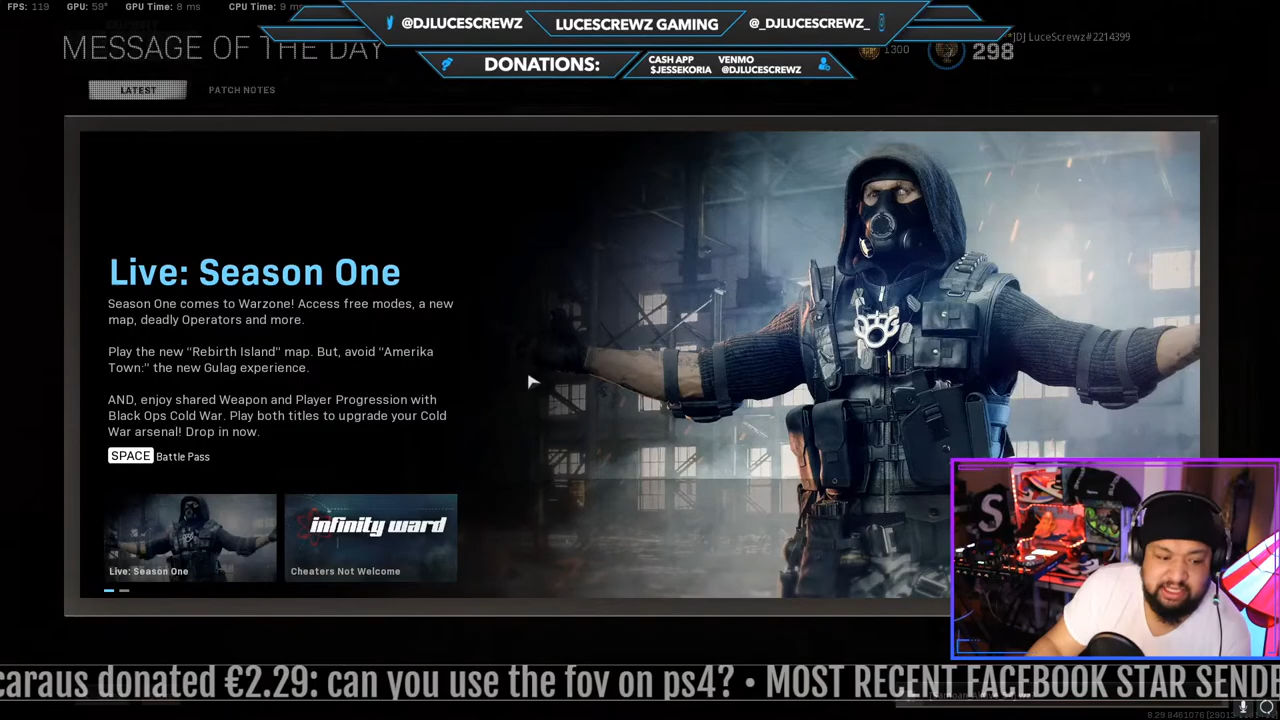 FPS: 119 GPU: 59° GPU Time: 8 ms CPU Time: 9 ms
@DJLUCESCREWZ LUCESCREWZ GAMING @_DJLUCESCREWZ_
MESSAGE OF THE DAY
DONATIONS: CASH APP $JESSEKORIA VENMO @DJLUCESCREWZ
1300
298
*]DJ LuceScrewz#2214399
LATEST PATCH NOTES
Live: Season One
Season One comes to Warzone! Access free modes, a new
map, deadly Operators and more.
Play the new “Rebirth Island” map. But, avoid “Amerika
Town:” the new Gulag experience.
AND, enjoy shared Weapon and Player Progression with
Black Ops Cold War. Play both titles to upgrade your Cold
War arsenal! Drop in now.
SPACE Battle Pass
infinity ward
Live: Season One Cheaters Not Welcome
caraus donated €2.29: can you use the fov on ps4? • MOST RECENT FACEBOOK STAR SENDE